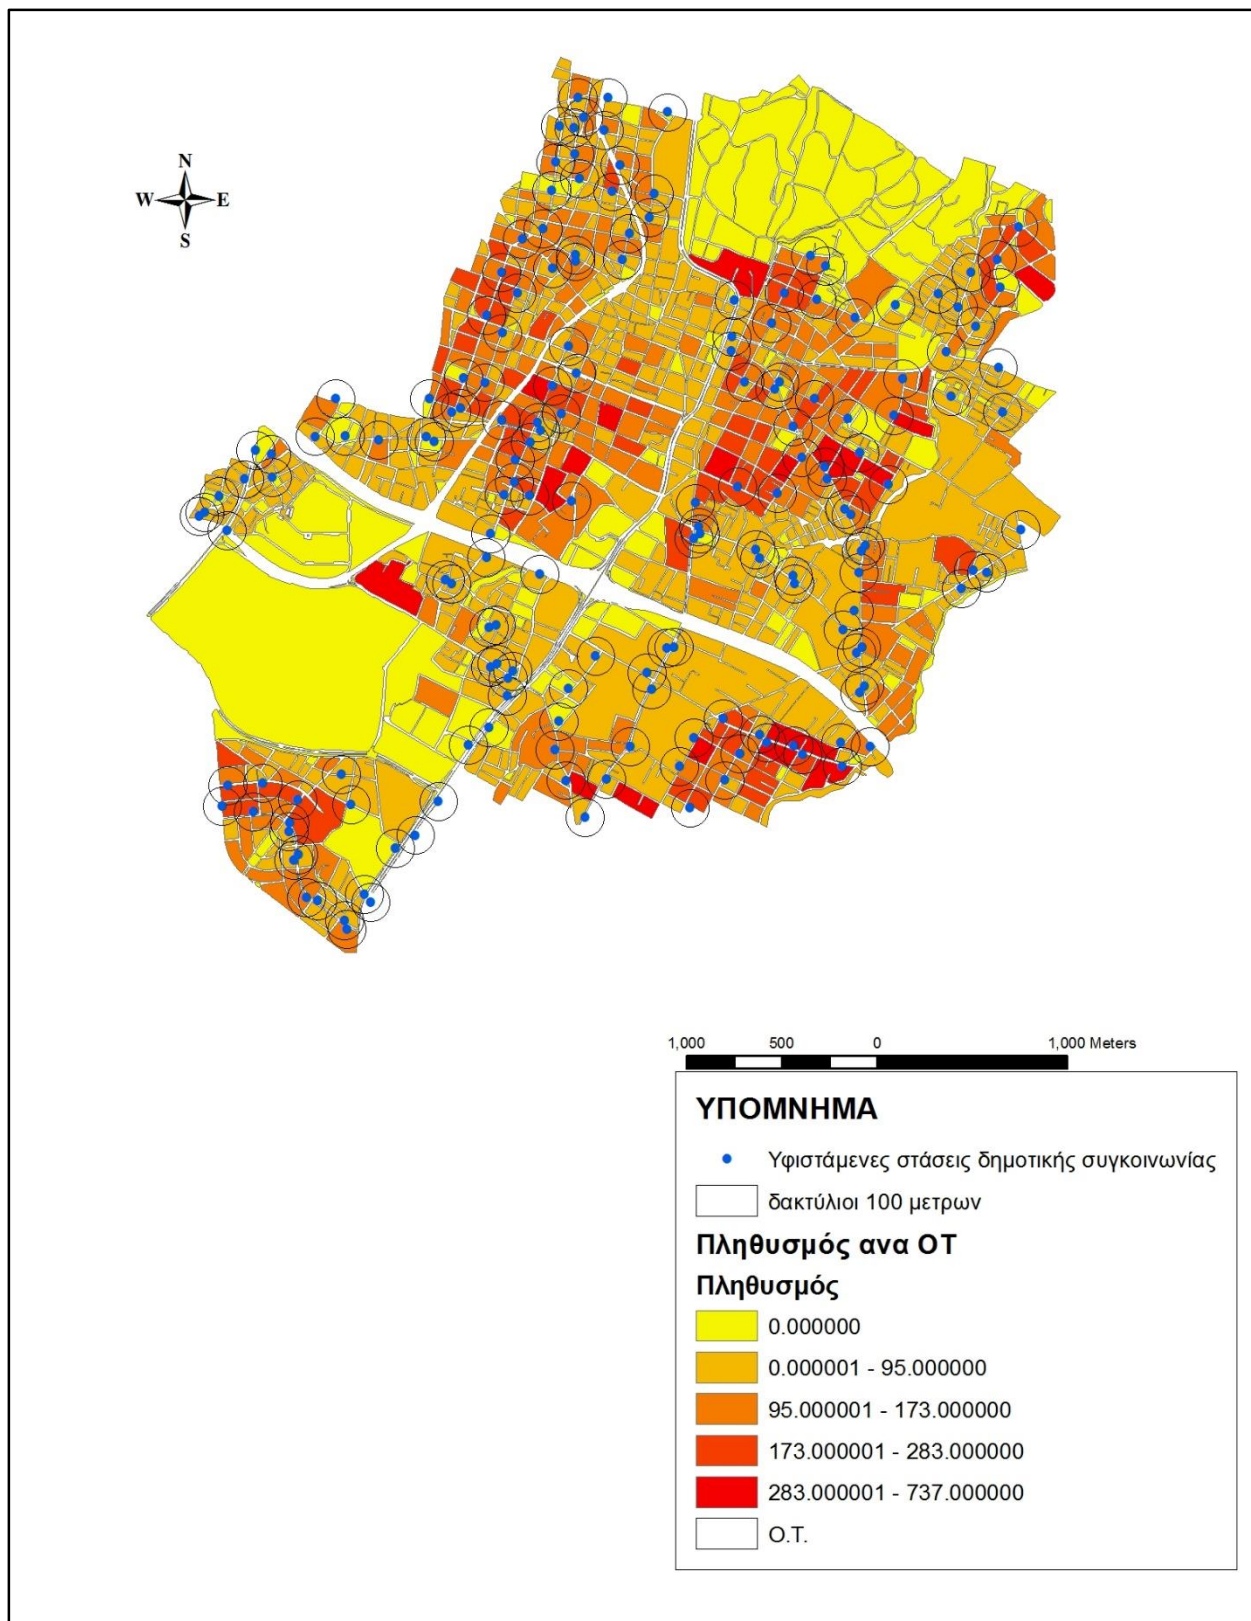 N
W E
S
1,000 500 0 1,000 Meters
ΥΠΟΜΝΗΜΑ
Υφιστάμενες στάσεις δημοτικής συγκοινωνίας
δακτύλιοι 100 μετρων
Πληθυσμός ανα ΟΤ
Πληθυσμός
0.000000
0.000001 - 95.000000
95.000001 - 173.000000
173.000001 - 283.000000
283.000001 - 737.000000
Ο.Τ.